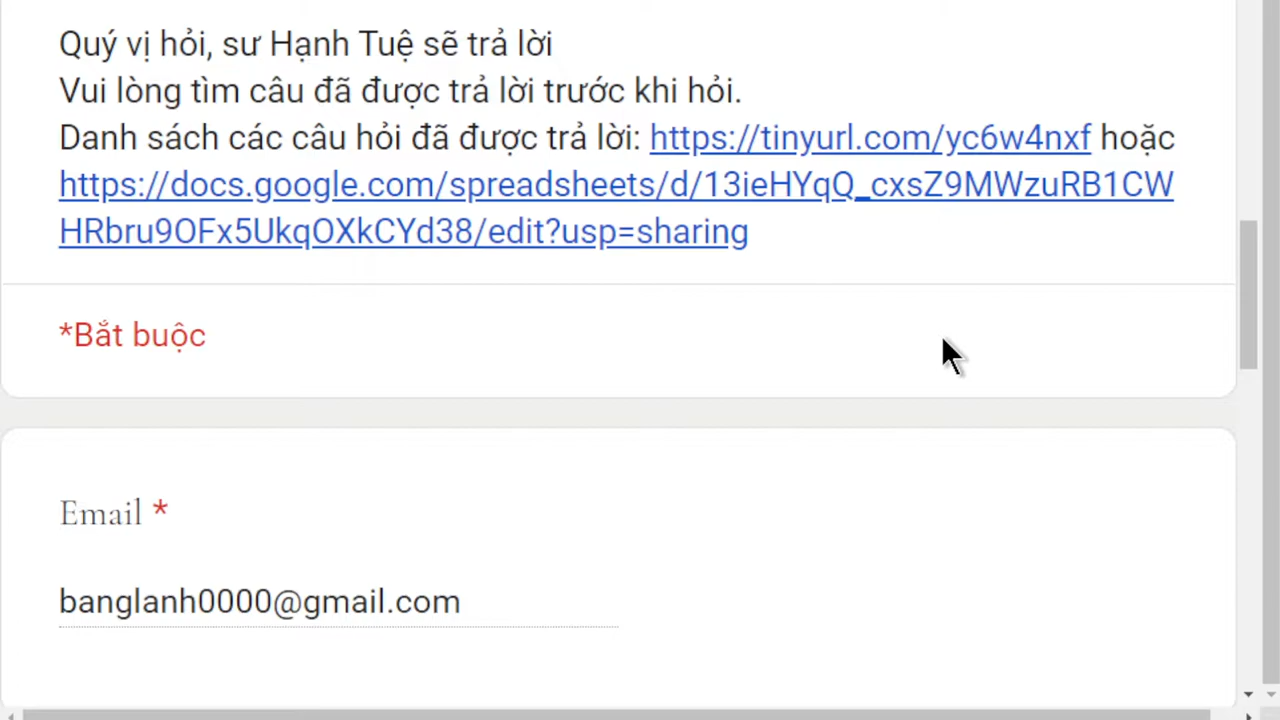 Quý vị hỏi, sư Hạnh Tuệ sẽ trả lời
Vui lòng tìm câu đã được trả lời trước khi hỏi.
Danh sách các câu hỏi đã được trả lời: https://tinyurl.com/yc6w4nxf hoặc
https://docs.google.com/spreadsheets/d/13ieHYqQ_cxsZ9MWzuRB1CW
HRbru9OFx5UkqOXkCYd38/edit?usp=sharing
*Bắt buộc
Email *
banglanh0000@gmail.com